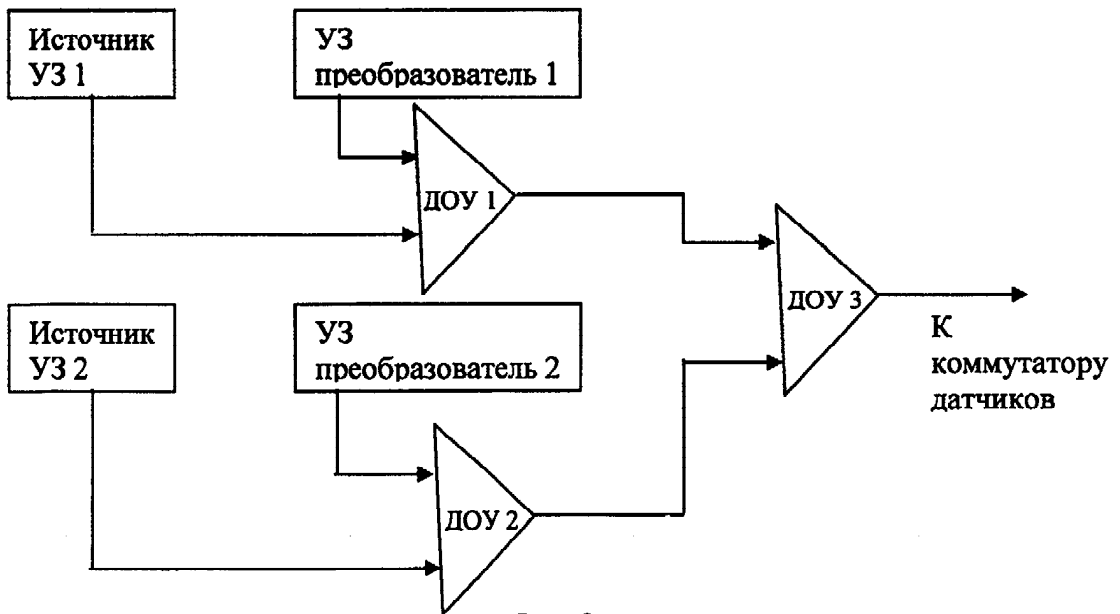 Источник
УЗ 1
УЗ
преобразователь 1
ДОУ 1
ДОУ 3
Источник
УЗ 2
УЗ
преобразователь 2
К
коммутатору
датчиков
ДОУ 2